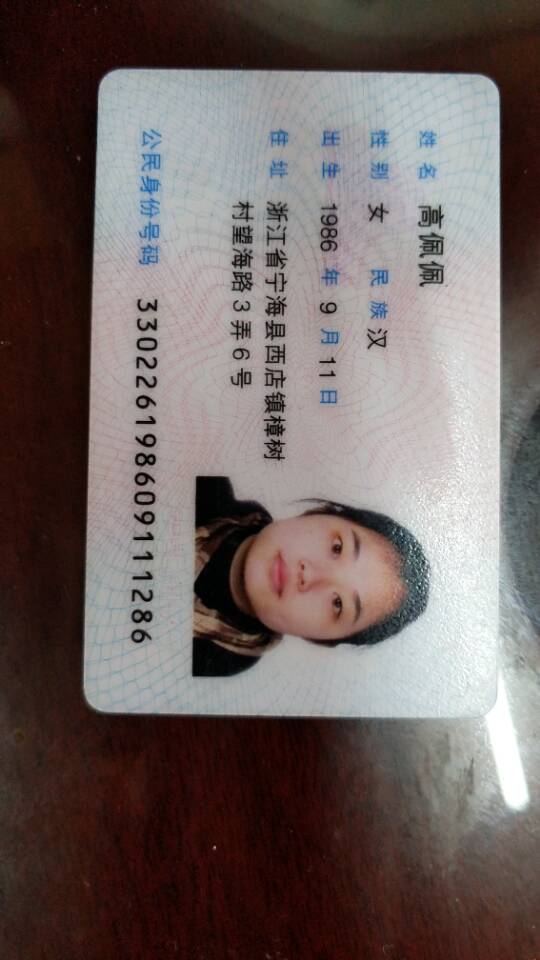 姓名 高佩佩
性别 女 民族 汉
出生 1986 年 9 月 11 日
住址 浙江省宁海县西店镇樟树
村望海路3弄6号
公民身份号码 330226198609111286